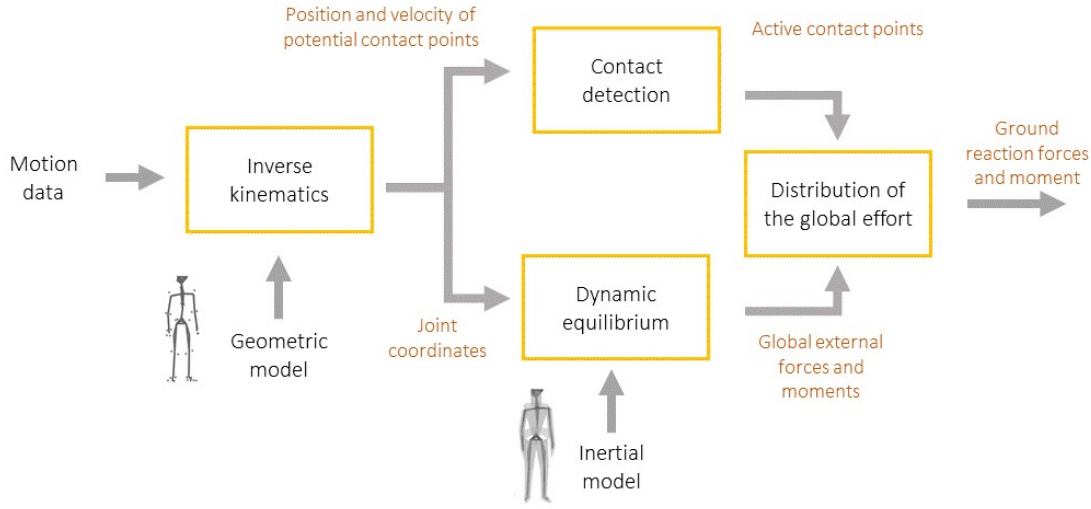 Position and velocity of
potential contact points
Active contact points
Contact
detection
Ground
reaction forces
and moment
Motion
data
Inverse
kinematics
Distribution of
the global effort
Geometric
model
Joint
coordinates
Dynamic
equilibrium
Global external
forces and
moments
Inertial
model